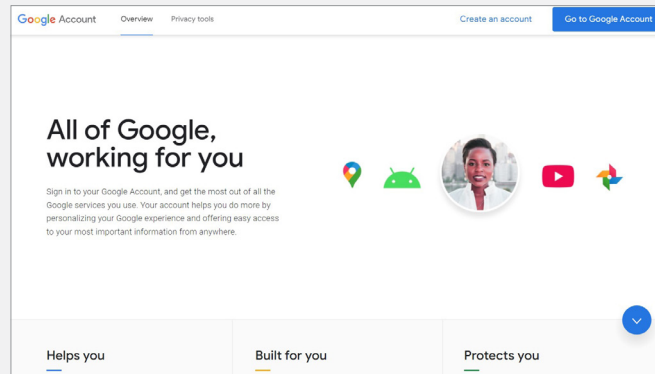 Google Account Overview Privacy tools Create an account Go to Google Account
All of Google,
working for you
Sign in to your Google Account, and get the most out of all the
Google services you use. Your account helps you do more by
personalizing your Google experience and offering easy access
to your most important information from anywhere.
Helps you Built for you Protects you